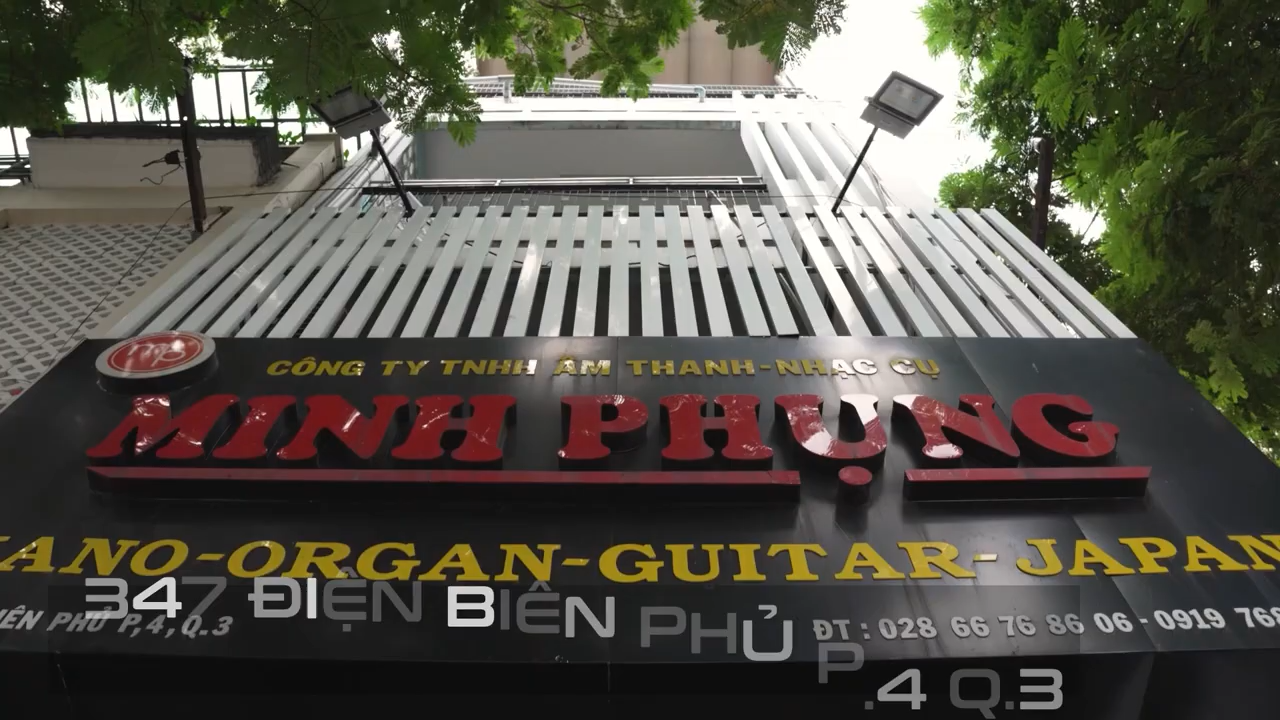 CÔNG TY TNHH ÂM THANH-NHẠC CỤ
MINH PHỤNG
ANO-ORGAN-GUITAR-JAPAN
347 ĐIỆN BIÊN PHỦ
P.4 Q.3
IÊN PHỦ P,4,Q.3 ĐT : 028 66 76 86 06 - 0919 766